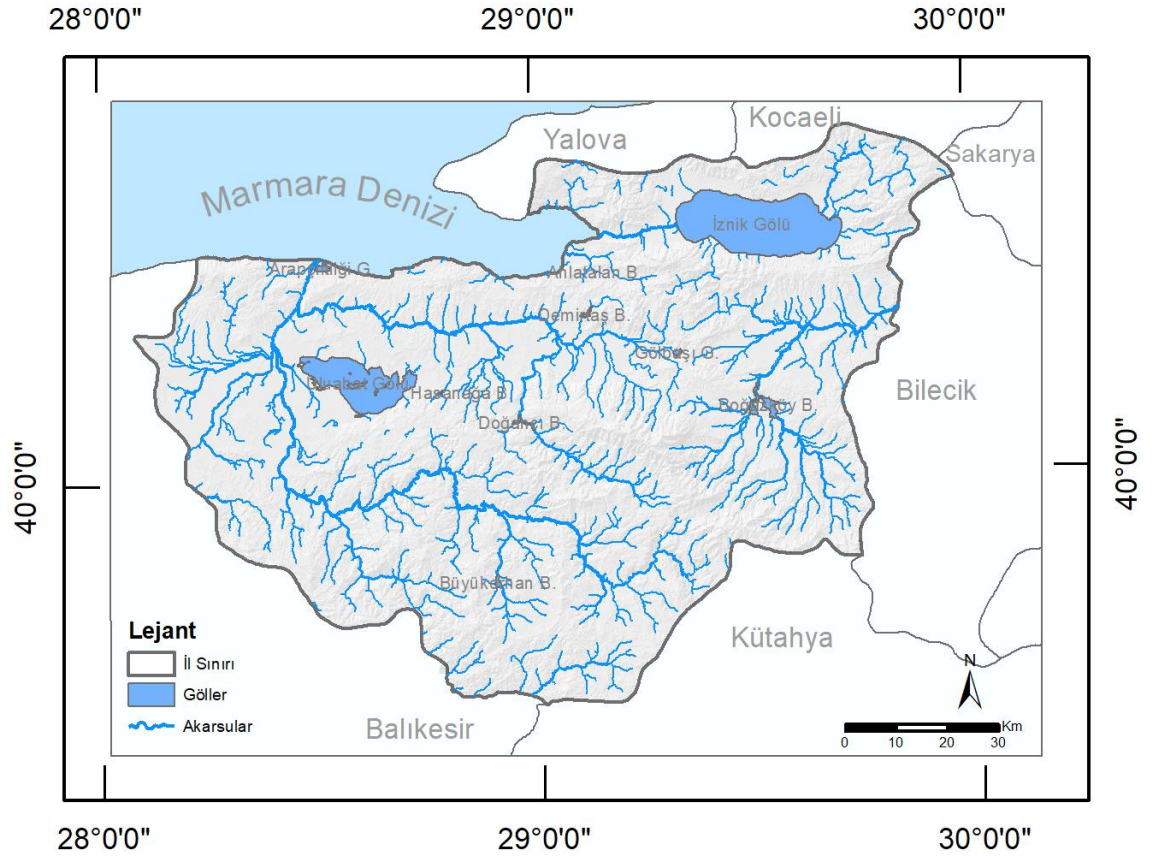 28°0'0"
29°0'0"
30°0'0"
Kocaeli
Yalova
Sakarya
Marmara Denizi
İznik Gölü
Anlatalan B.
Demirtaş B.
Gölbaşı G.
Hasanağa B.
Doğancı B.
Boğazköy B.
Bilecik
40°0'0"
40°0'0"
B.
Kütahya
Balıkesir
Lejant
İl Sınırı
Göller
Akarsular
N
Km
0 10 20 30
28°0'0"
29°0'0"
30°0'0"